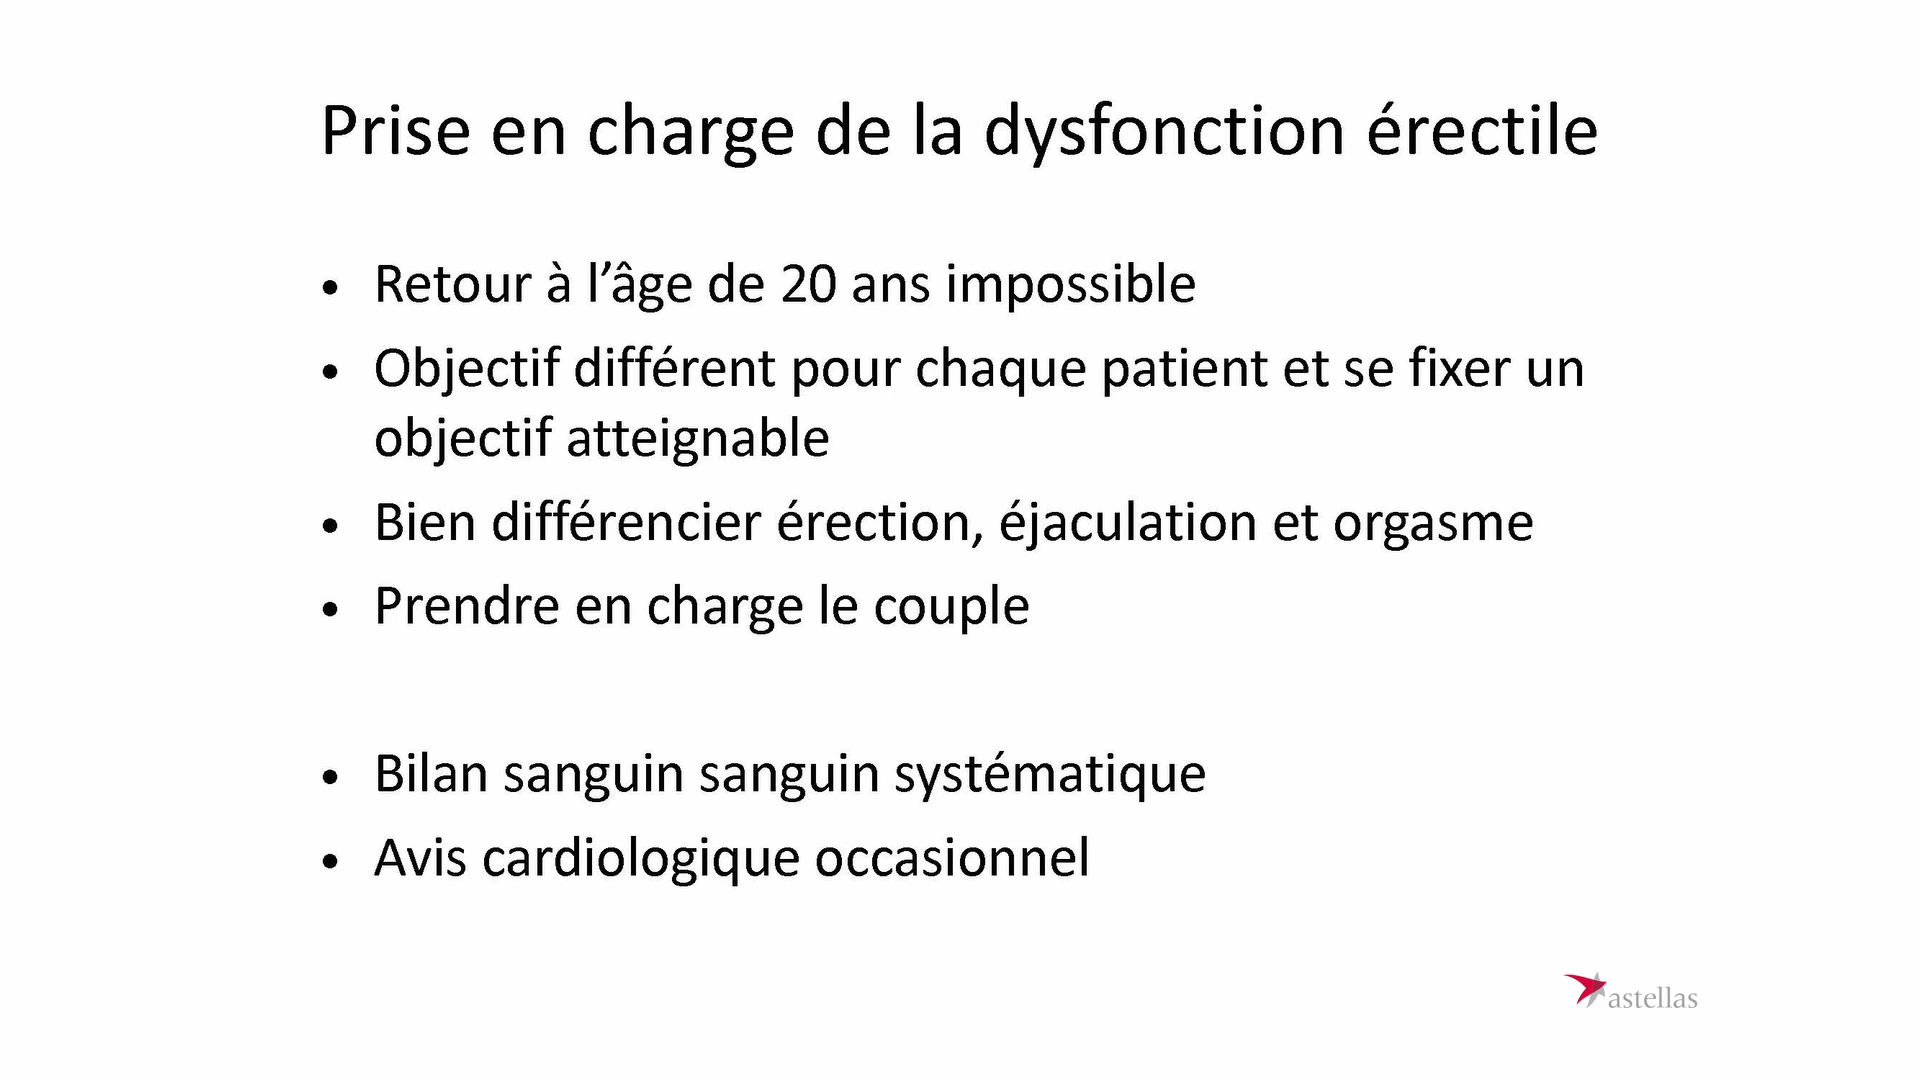 Prise en charge de la dysfonction érectile
• Retour à l’âge de 20 ans impossible
• Objectif différent pour chaque patient et se fixer un
objectif atteignable
• Bien différencier érection, éjaculation et orgasme
• Prendre en charge le couple
• Bilan sanguin sanguin systématique
• Avis cardiologique occasionnel
astellas